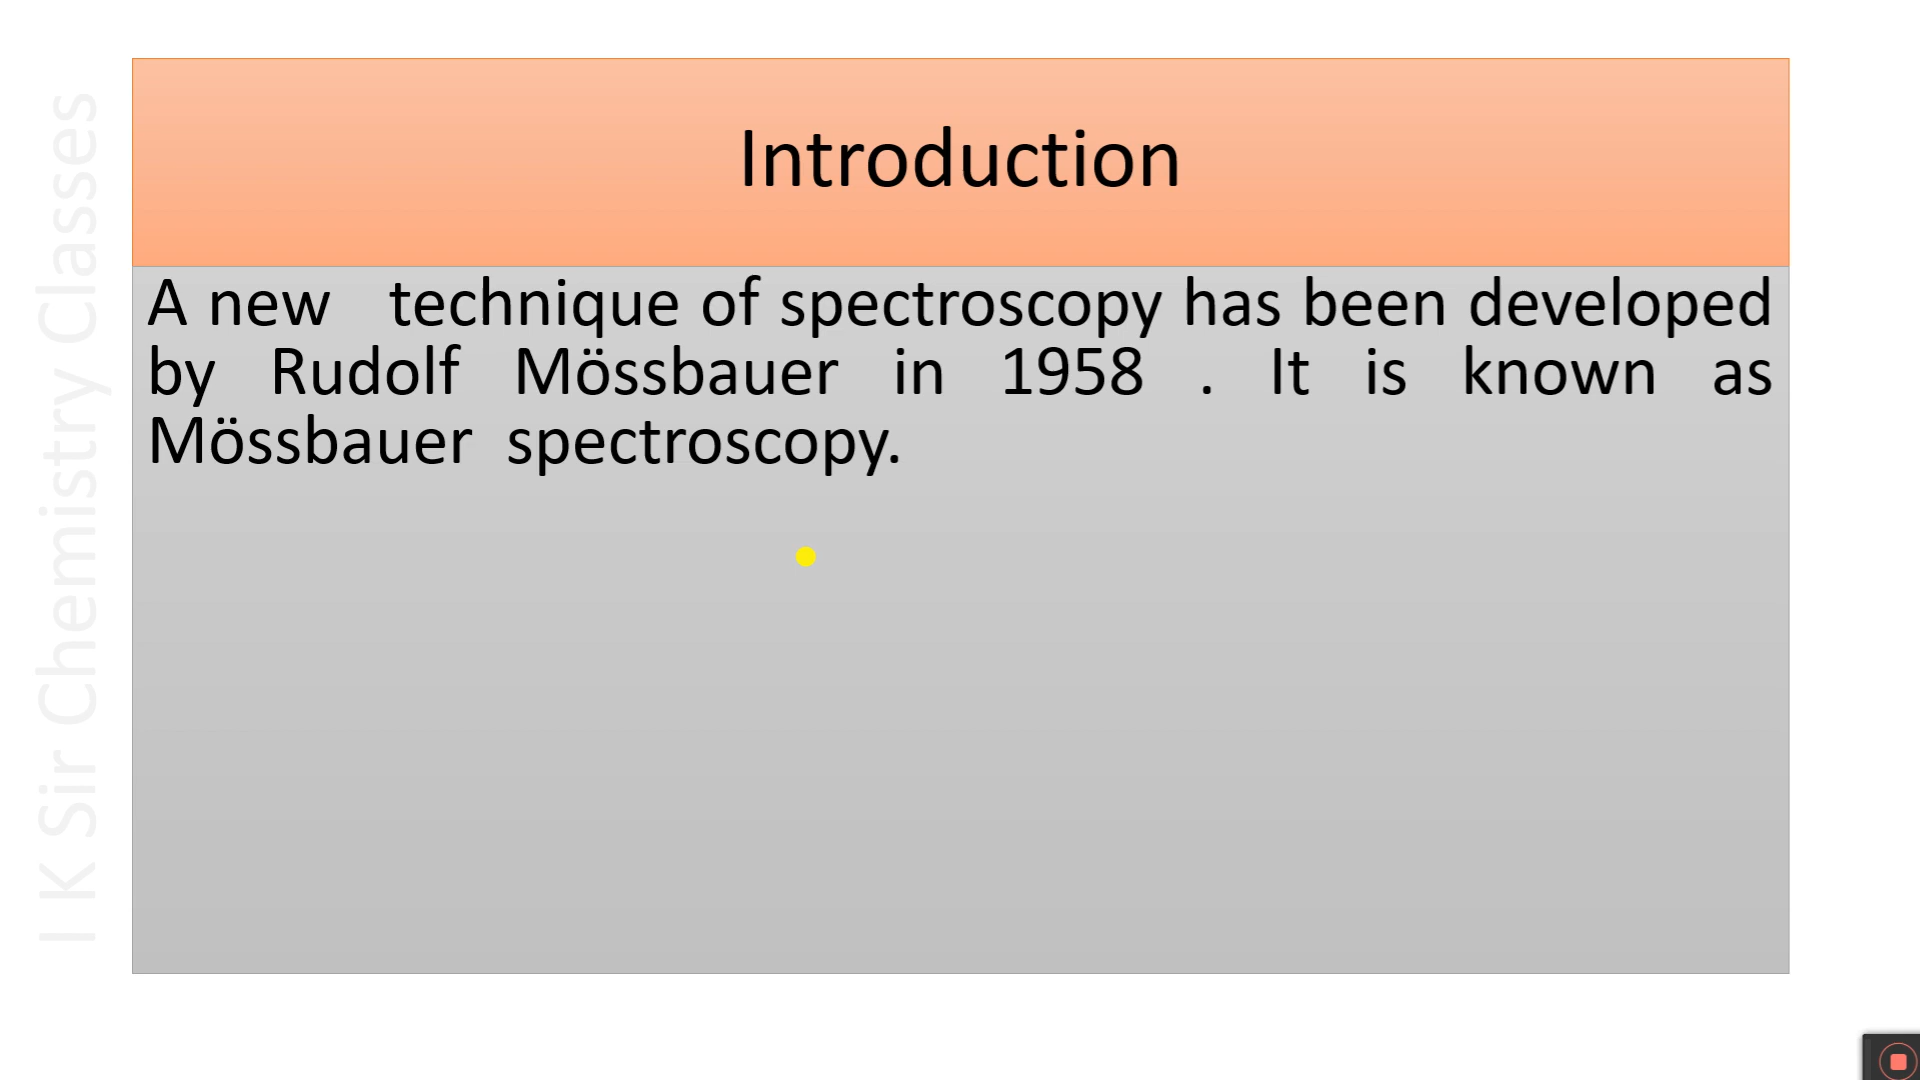 Introduction
A new technique of spectroscopy has been developed
by Rudolf Mössbauer in 1958 . It is known as
Mössbauer spectroscopy.
I K Sir Chemistry Classes